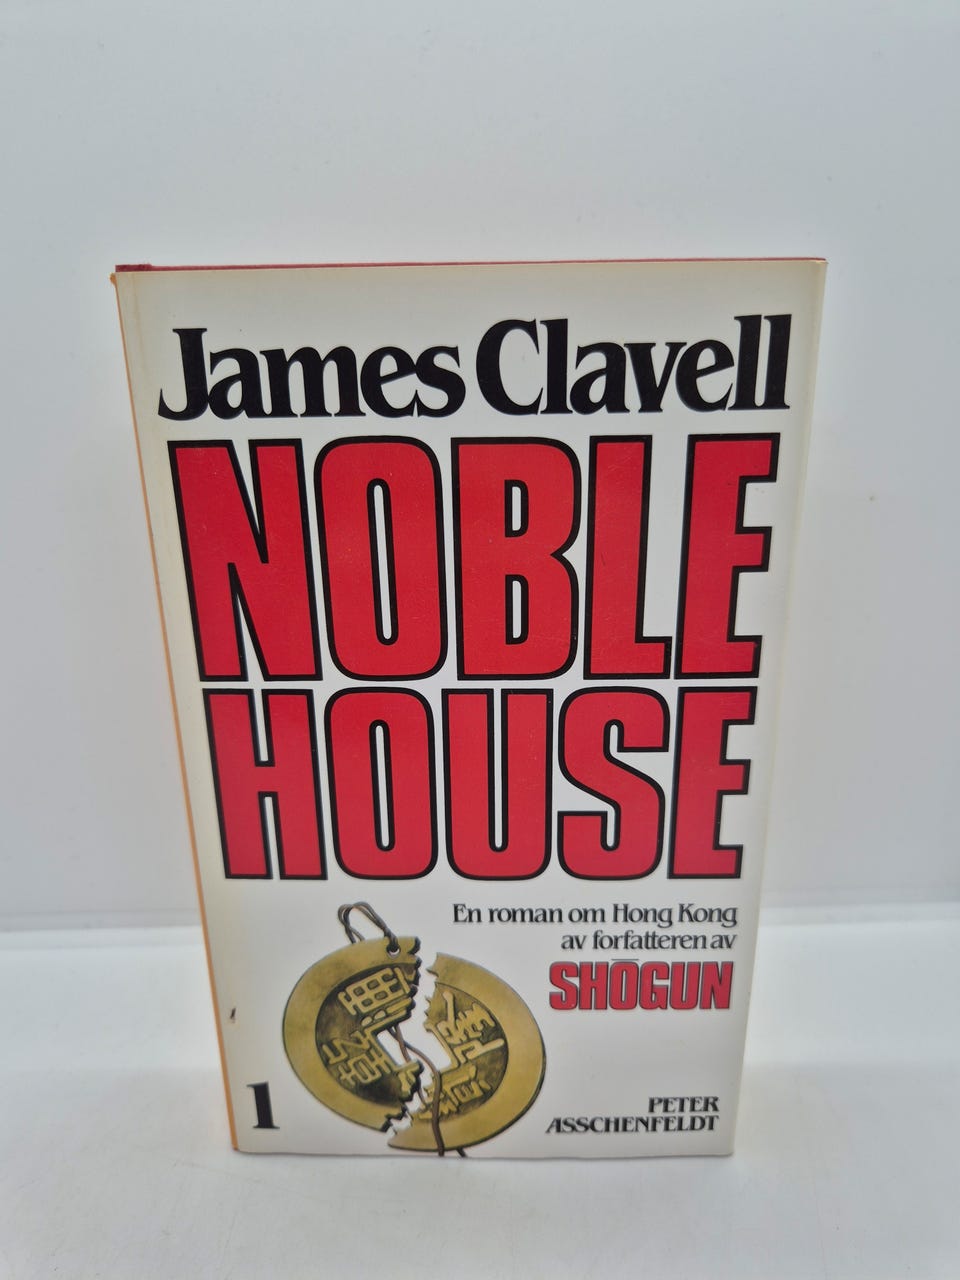 James Clavell
NOBLE
HOUSE
En roman om Hong Kong
av forfatteren av
SHŌGUN
1
PETER
ASSCHENFELDT